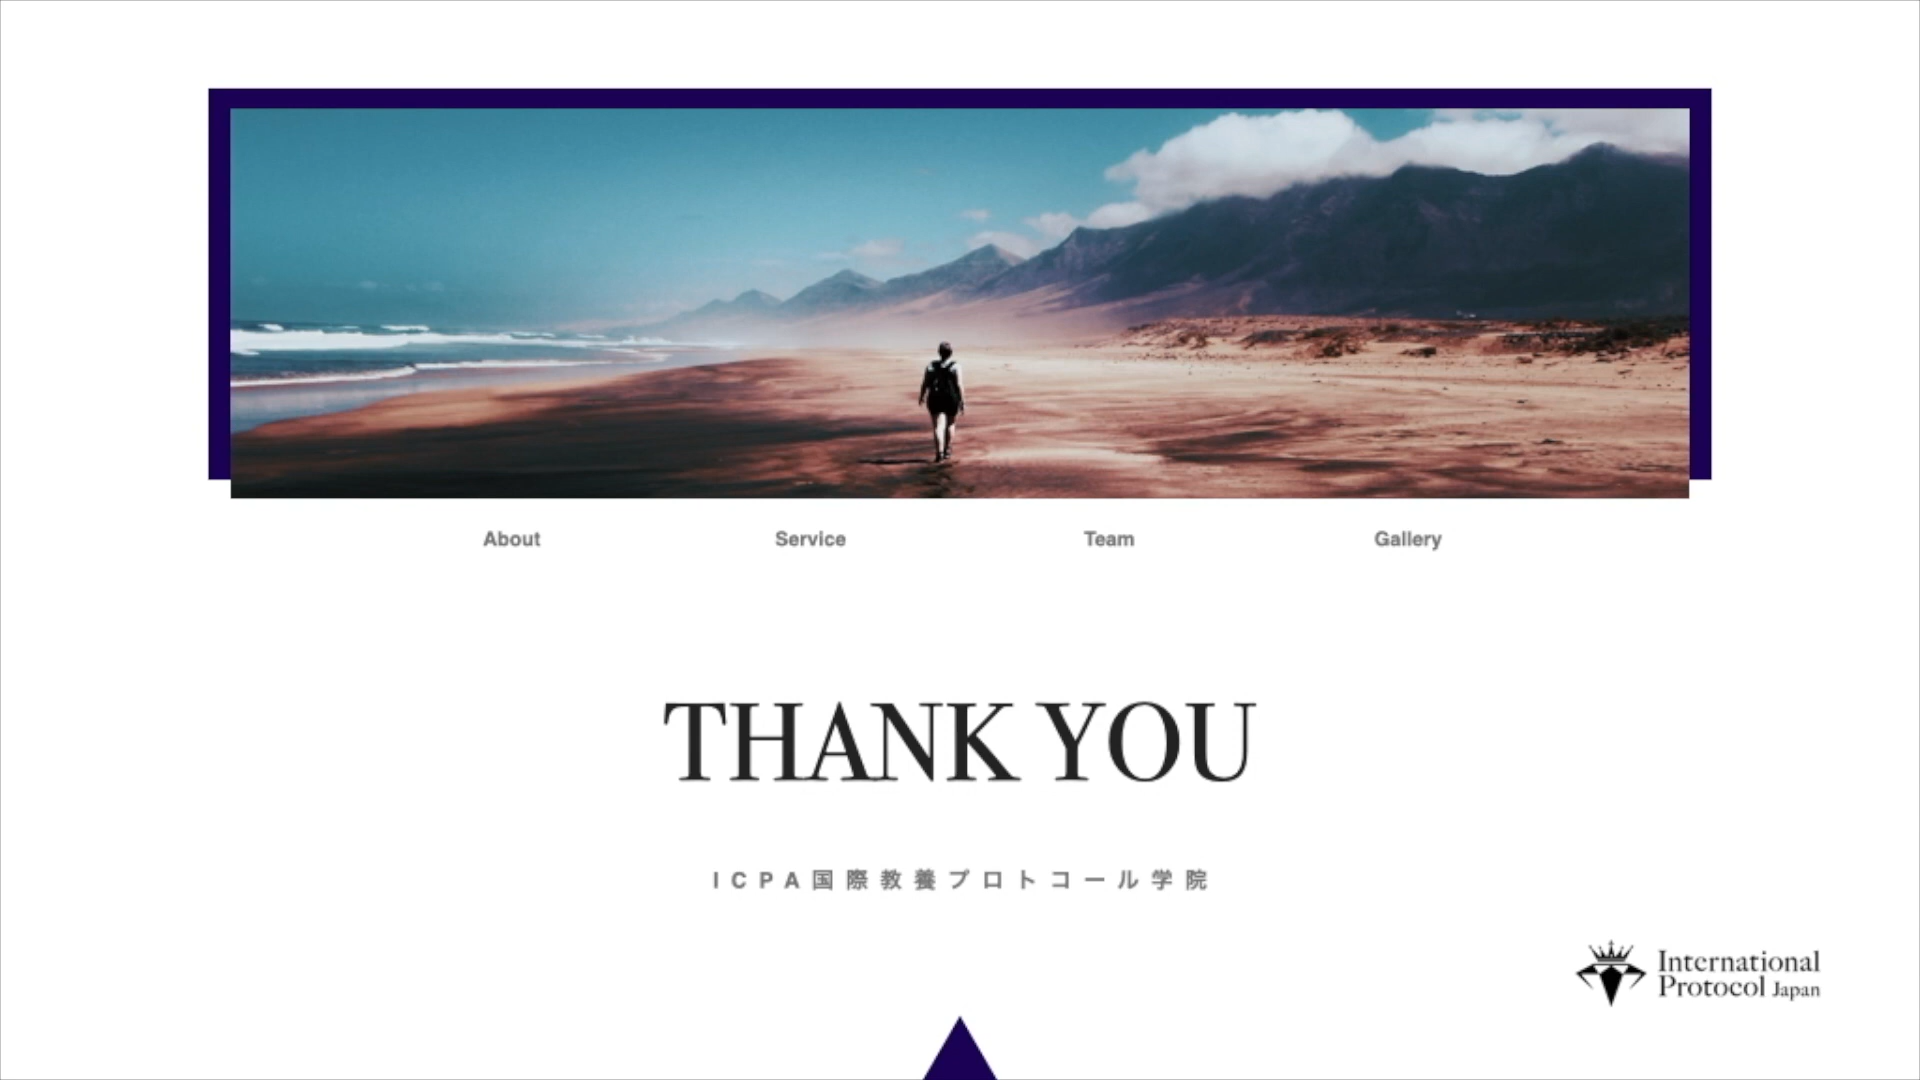 About Service Team Gallery
THANK YOU
ICPA国際教養プロトコール学院
International
Protocol Japan